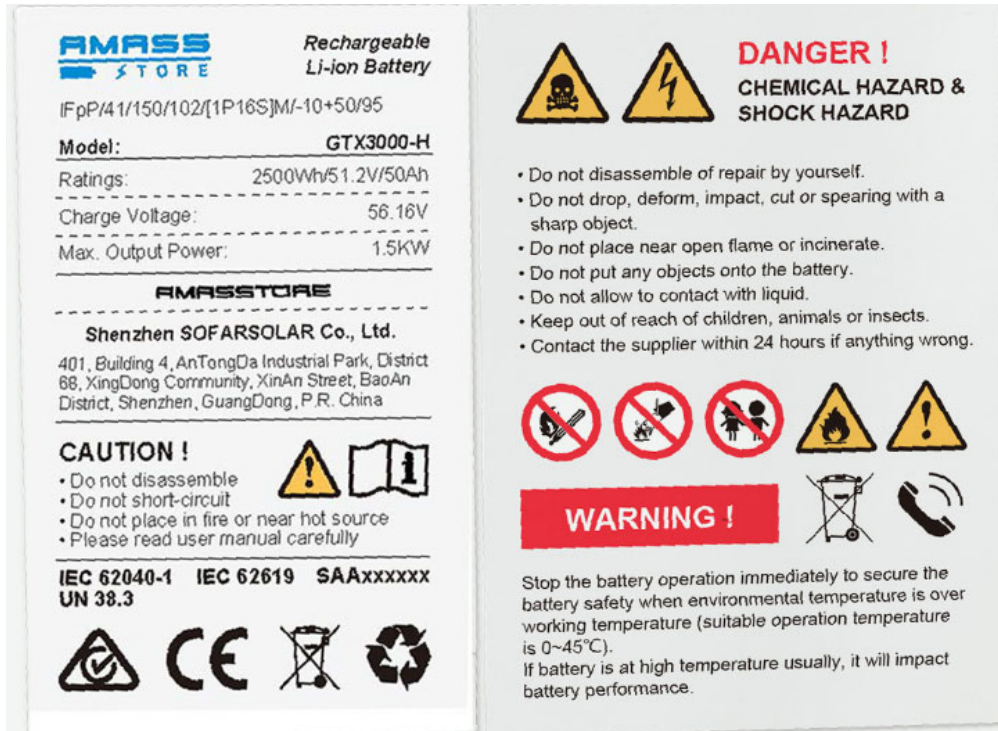 AMASS
STORE
Rechargeable
Li-ion Battery
IFpP/41/150/102/[1P16S]M/-10+50/95
Model: GTX3000-H
Ratings: 2500Wh/51.2V/50Ah
Charge Voltage: 56.16V
Max. Output Power: 1.5KW
AMASSTORE
Shenzhen SOFARSOLAR Co., Ltd.
401, Building 4, AnTongDa Industrial Park, District
68, XingDong Community, XinAn Street, BaoAn
District, Shenzhen, GuangDong, P.R. China
CAUTION !
• Do not disassemble
• Do not short-circuit
• Do not place in fire or near hot source
• Please read user manual carefully
IEC 62040-1 IEC 62619 SAAxxxxxx
UN 38.3
CE
DANGER !
CHEMICAL HAZARD &
SHOCK HAZARD
• Do not disassemble of repair by yourself.
• Do not drop, deform, impact, cut or spearing with a
sharp object.
• Do not place near open flame or incinerate.
• Do not put any objects onto the battery.
• Do not allow to contact with liquid.
• Keep out of reach of children, animals or insects.
• Contact the supplier within 24 hours if anything wrong.
WARNING !
Stop the battery operation immediately to secure the
battery safety when environmental temperature is over
working temperature (suitable operation temperature
is 0~45℃).
If battery is at high temperature usually, it will impact
battery performance.